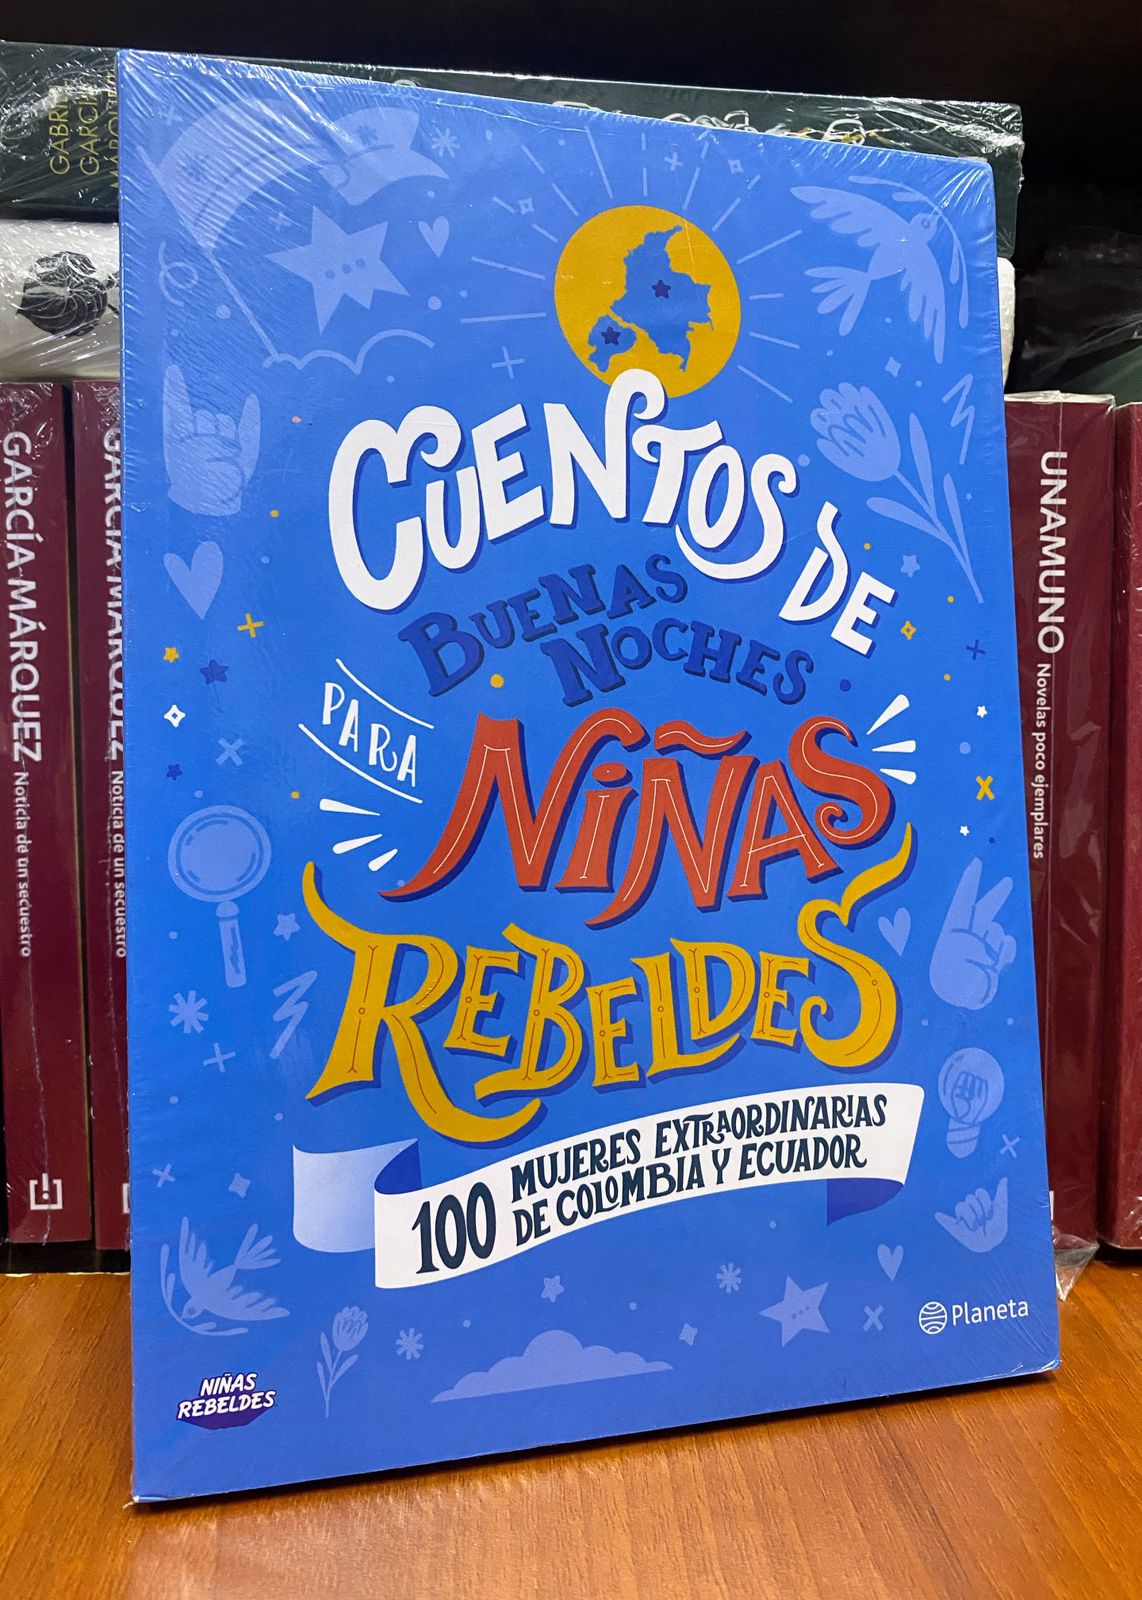 GARCÍA
CUENTOS DE
BUENAS
NOCHES
PARA
NIÑAS
REBELDES
100 MUJERES EXTRAORDINARIAS
DE COLOMBIA Y ECUADOR
Planeta
NIÑAS
REBELDES
GARCÍA MÁRQUEZ Noticia de un secuestro
GARCÍA MÁRQUEZ Noticia de un secuestro
UNAMUNO Novelas poco ejemplares